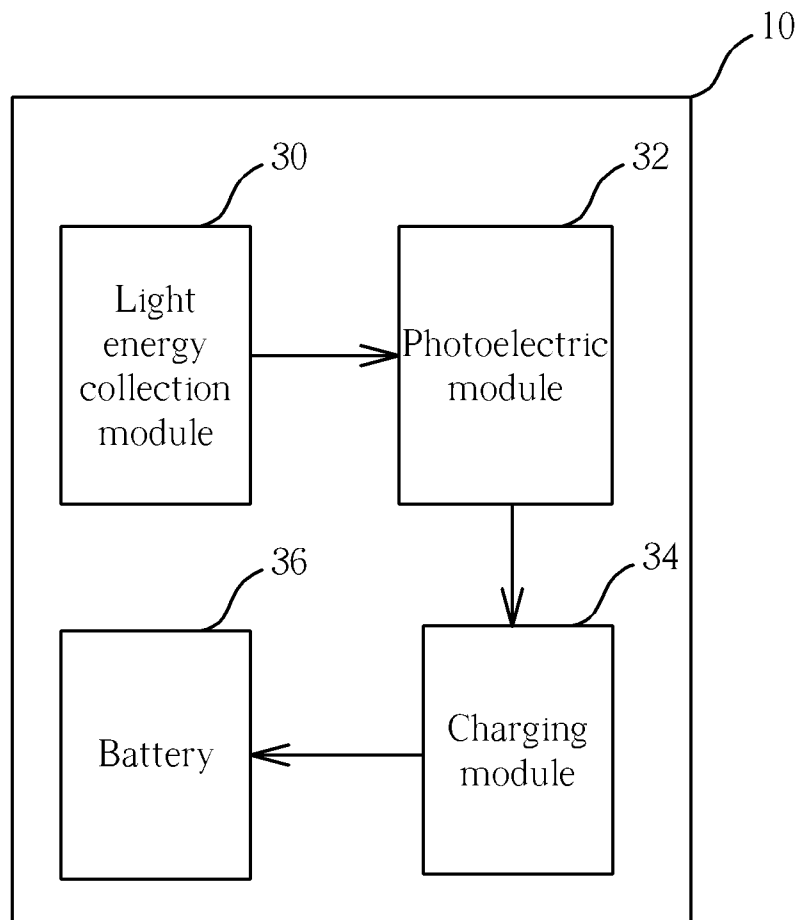 10
30
32
Light
energy
collection
module
Photoelectric
module
36
34
Battery
Charging
module